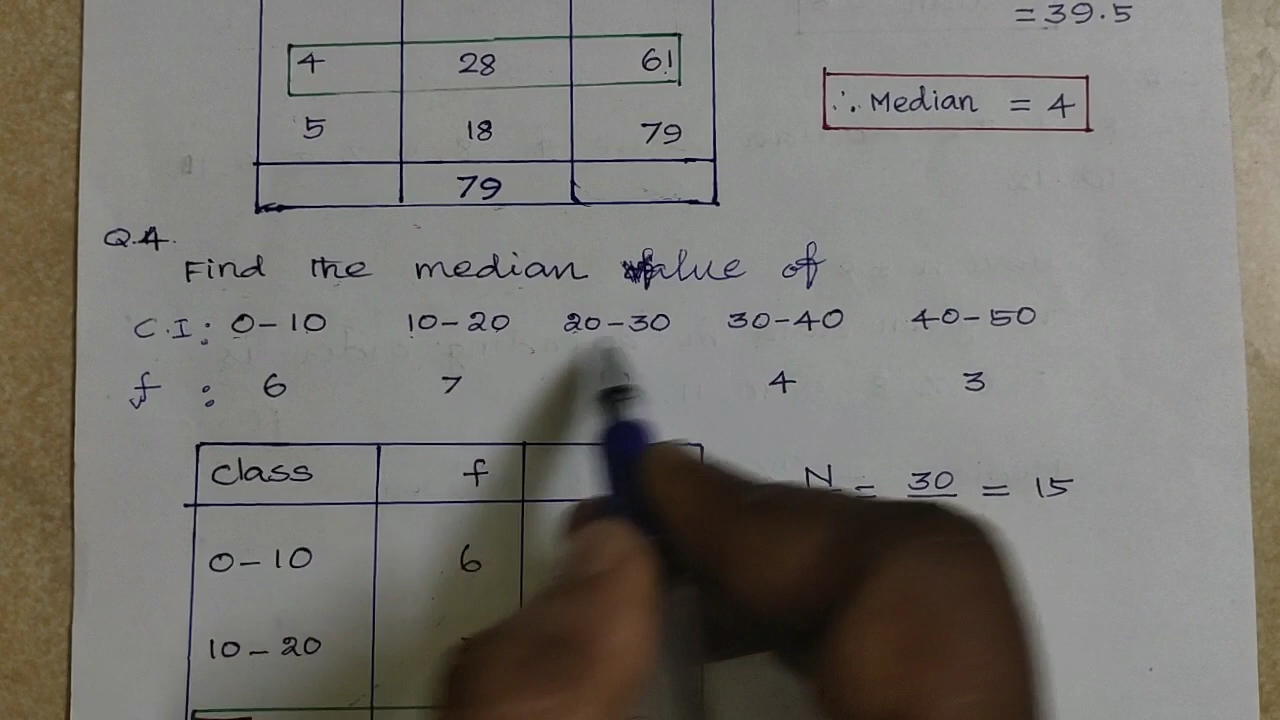 = 39.5
4 28 61
∴ Median = 4
5 18 79
79
Q.4.
Find the median value of
C.I : 0-10 10-20 20-30 30-40 40-50
f : 6 7 4 3
class f
N = 30 = 15
0-10 6
10-20